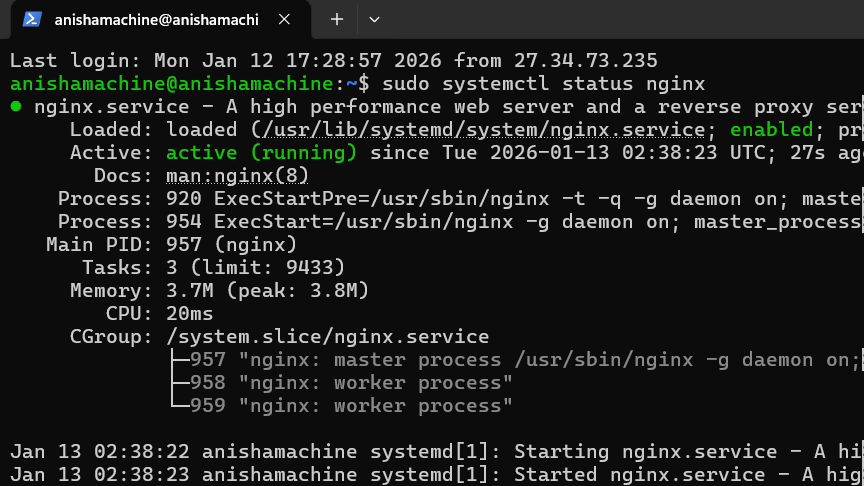 anishamachine@anishamachi
Last login: Mon Jan 12 17:28:57 2026 from 27.34.73.235
anishamachine@anishamachine:~$ sudo systemctl status nginx
● nginx.service - A high performance web server and a reverse proxy ser
Loaded: loaded (/usr/lib/systemd/system/nginx.service; enabled; pr
Active: active (running) since Tue 2026-01-13 02:38:23 UTC; 27s ag
Docs: man:nginx(8)
Process: 920 ExecStartPre=/usr/sbin/nginx -t -q -g daemon on; maste
Process: 954 ExecStart=/usr/sbin/nginx -g daemon on; master_process
Main PID: 957 (nginx)
Tasks: 3 (limit: 9433)
Memory: 3.7M (peak: 3.8M)
CPU: 20ms
CGroup: /system.slice/nginx.service
├─957 "nginx: master process /usr/sbin/nginx -g daemon on;
├─958 "nginx: worker process"
└─959 "nginx: worker process"
Jan 13 02:38:22 anishamachine systemd[1]: Starting nginx.service - A hi
Jan 13 02:38:23 anishamachine systemd[1]: Started nginx.service - A hig